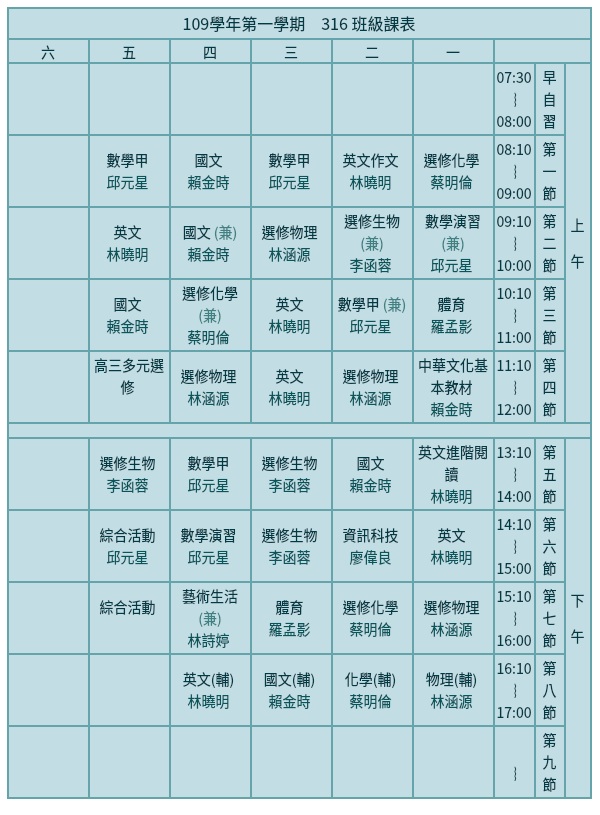 109學年第一學期　316 班級課表
六 五 四 三 二 一
07:30
︴
08:00
早
自
習
上
午
數學甲
邱元星
國文
賴金時
數學甲
邱元星
英文作文
林曉明
選修化學
蔡明倫
08:10
︴
09:00
第
一
節
英文
林曉明
國文 (兼)
賴金時
選修物理
林涵源
選修生物
(兼)
李函蓉
數學演習
(兼)
邱元星
09:10
︴
10:00
第
二
節
國文
賴金時
選修化學
(兼)
蔡明倫
英文
林曉明
數學甲 (兼)
邱元星
體育
羅孟影
10:10
︴
11:00
第
三
節
高三多元選
修
選修物理
林涵源
英文
林曉明
選修物理
林涵源
中華文化基
本教材
賴金時
11:10
︴
12:00
第
四
節
選修生物
李函蓉
數學甲
邱元星
選修生物
李函蓉
國文
賴金時
英文進階閱
讀
林曉明
13:10
︴
14:00
第
五
節
下
午
綜合活動
邱元星
數學演習
邱元星
選修生物
李函蓉
資訊科技
廖偉良
英文
林曉明
14:10
︴
15:00
第
六
節
綜合活動
藝術生活
(兼)
林詩婷
體育
羅孟影
選修化學
蔡明倫
選修物理
林涵源
15:10
︴
16:00
第
七
節
英文(輔)
林曉明
國文(輔)
賴金時
化學(輔)
蔡明倫
物理(輔)
林涵源
16:10
︴
17:00
第
八
節
︴
第
九
節